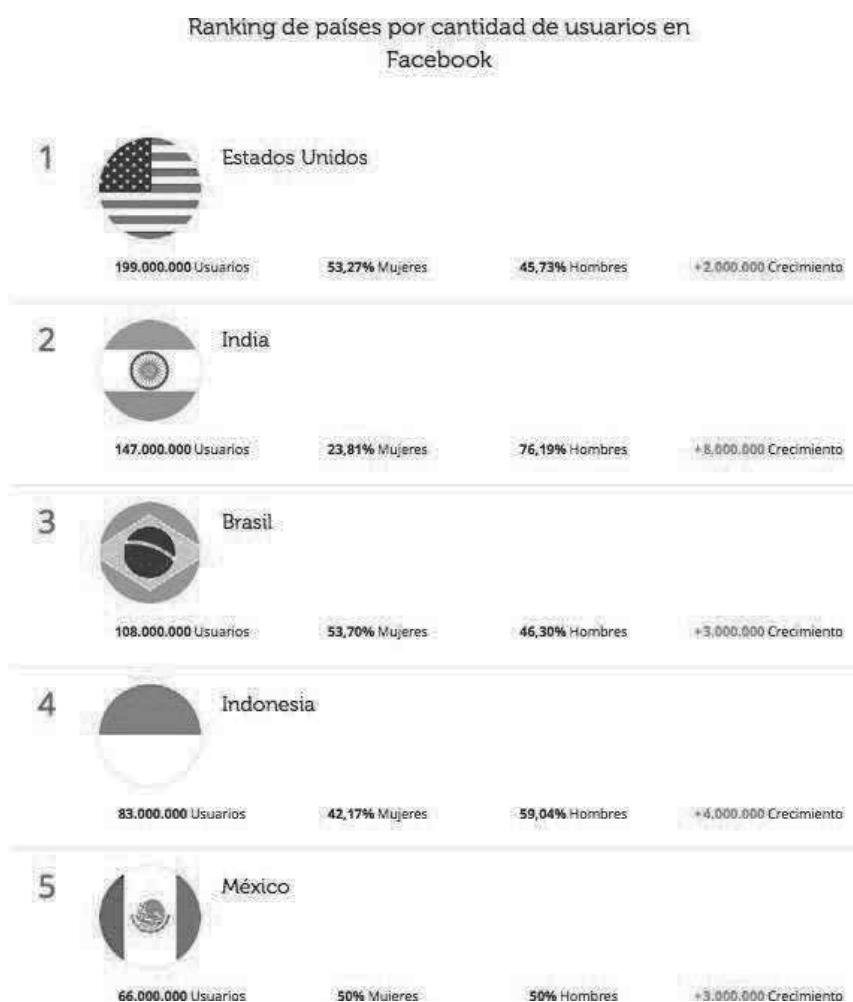 Ranking de países por cantidad de usuarios en
Facebook
1 Estados Unidos
199.000.000 Usuarios 53,27% Mujeres 45,73% Hombres +2.000.000 Crecimiento
2 India
147.000.000 Usuarios 23,81% Mujeres 76,19% Hombres +8.000.000 Crecimiento
3 Brasil
108.000.000 Usuarios 53,70% Mujeres 46,30% Hombres +3.000.000 Crecimiento
4 Indonesia
83.000.000 Usuarios 42,17% Mujeres 59,04% Hombres +4.000.000 Crecimiento
5 México
66.000.000 Usuarios 50% Mujeres 50% Hombres +3.000.000 Crecimiento